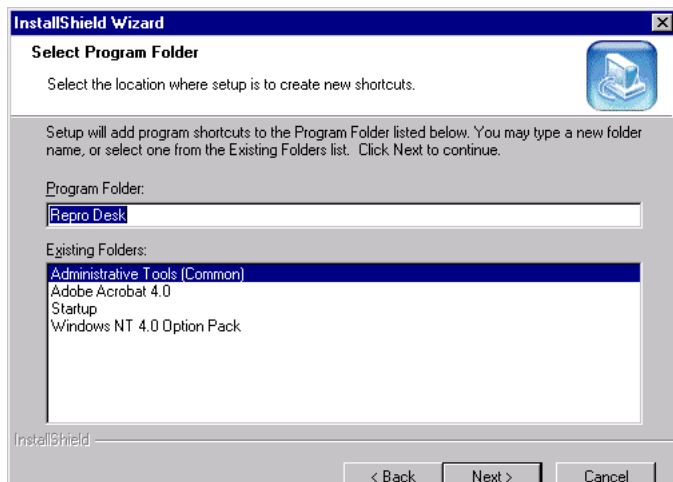 InstallShield Wizard
Select Program Folder
Select the location where setup is to create new shortcuts.
Setup will add program shortcuts to the Program Folder listed below. You may type a new folder
name, or select one from the Existing Folders list. Click Next to continue.
Program Folder:
Repro Desk
Existing Folders:
Administrative Tools (Common)
Adobe Acrobat 4.0
Startup
Windows NT 4.0 Option Pack
InstallShield
< Back Next > Cancel